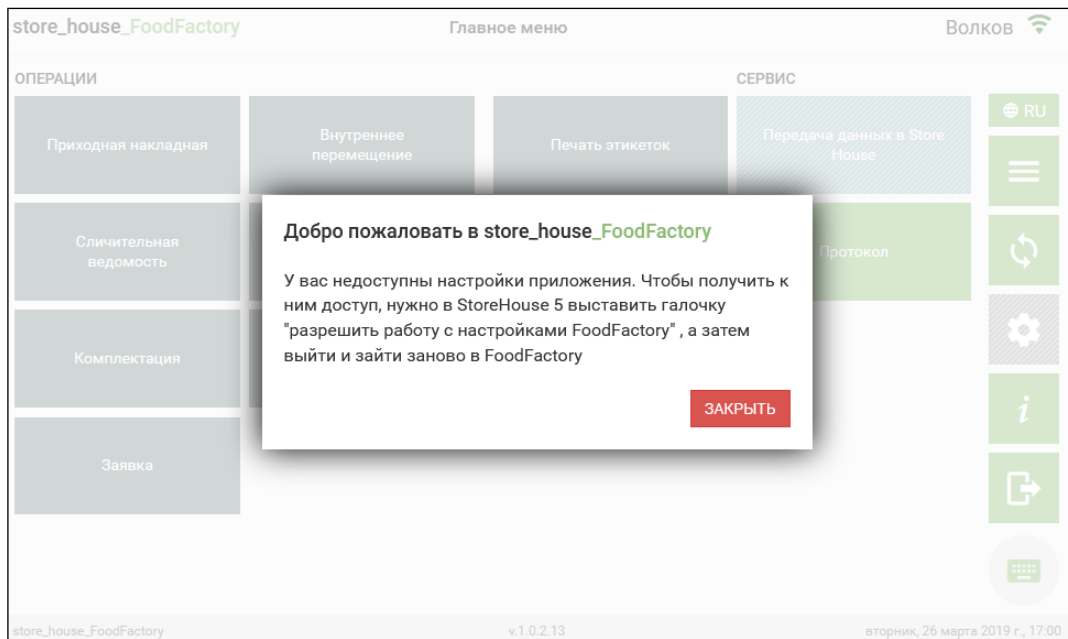 store_house_FoodFactory
Главное меню
Волков
ОПЕРАЦИИ
СЕРВИС
Приходная накладная
Внутреннее
перемещение
Печать этикеток
Передача данных в Store
House
RU
Сличительная
ведомость
Протокол
Добро пожаловать в store_house_FoodFactory
У вас недоступны настройки приложения. Чтобы получить к
ним доступ, нужно в StoreHouse 5 выставить галочку
"разрешить работу с настройками FoodFactory" , а затем
выйти и зайти заново в FoodFactory
ЗАКРЫТЬ
Комплектация
i
Заявка
store_house_FoodFactory
v.1.0.2.13
вторник, 26 марта 2019 г., 17:00